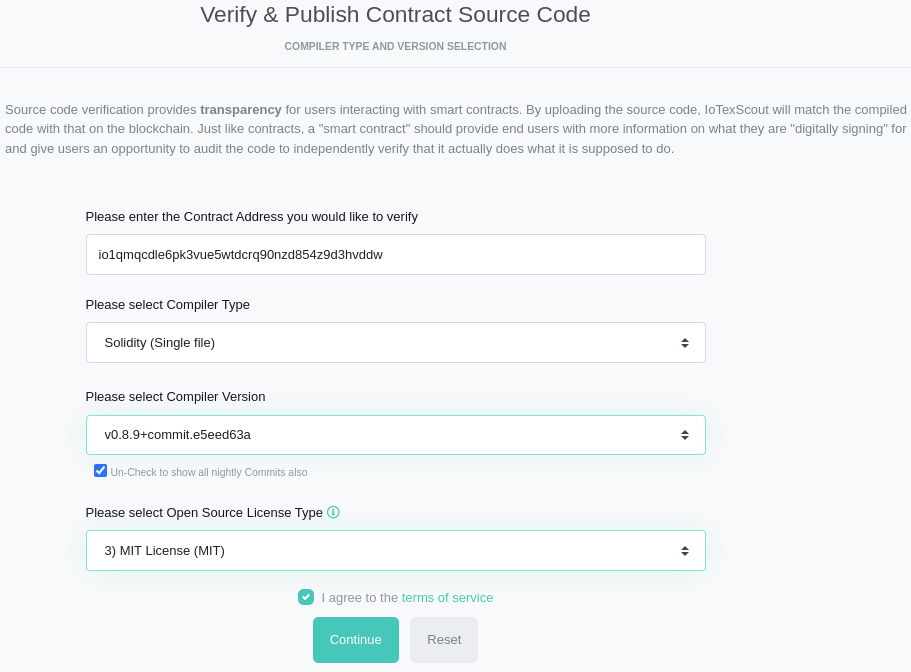 Verify & Publish Contract Source Code
COMPILER TYPE AND VERSION SELECTION
Source code verification provides transparency for users interacting with smart contracts. By uploading the source code, IoTexScout will match the compiled
code with that on the blockchain. Just like contracts, a "smart contract" should provide end users with more information on what they are "digitally signing" for
and give users an opportunity to audit the code to independently verify that it actually does what it is supposed to do.
Please enter the Contract Address you would like to verify
io1qmqcdle6pk3vue5wtdcrq90nzd854z9d3hvddw
Please select Compiler Type
Solidity (Single file)
Please select Compiler Version
v0.8.9+commit.e5eed63a
Un-Check to show all nightly Commits also
Please select Open Source License Type
3) MIT License (MIT)
I agree to the terms of service
Continue Reset